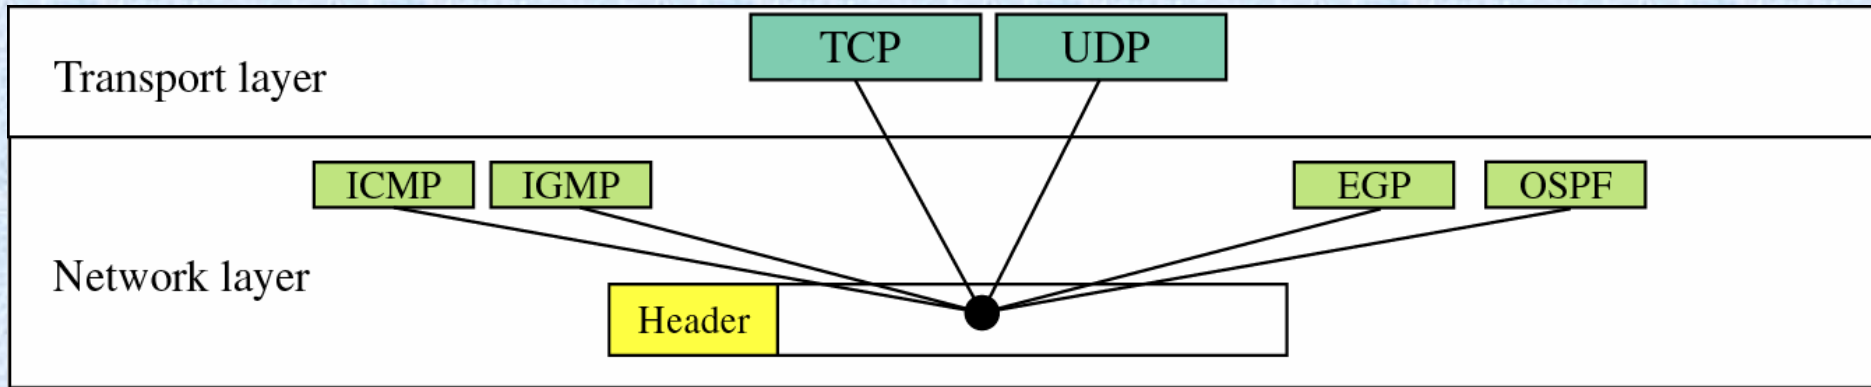 TCP
UDP
Transport layer
ICMP
IGMP
EGP
OSPF
Network layer
Header